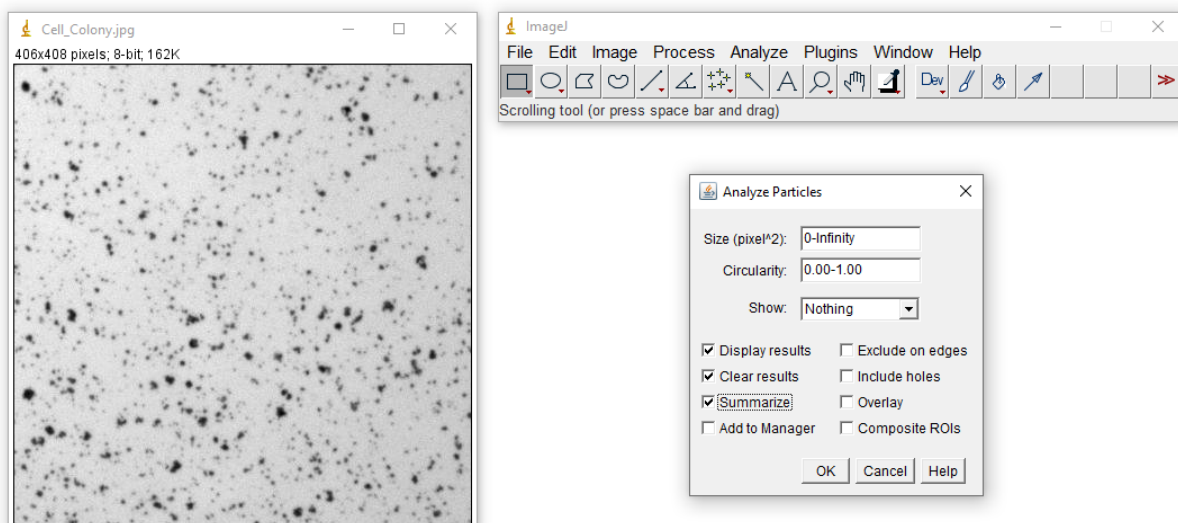 Cell_Colony.jpg
406x408 pixels; 8-bit; 162K
ImageJ
File Edit Image Process Analyze Plugins Window Help
Dev
Scrolling tool (or press space bar and drag)
Analyze Particles
Size (pixel^2): 0-Infinity
Circularity: 0.00-1.00
Show: Nothing
Display results Exclude on edges
Clear results Include holes
Summarize Overlay
Add to Manager Composite ROIs
OK Cancel Help